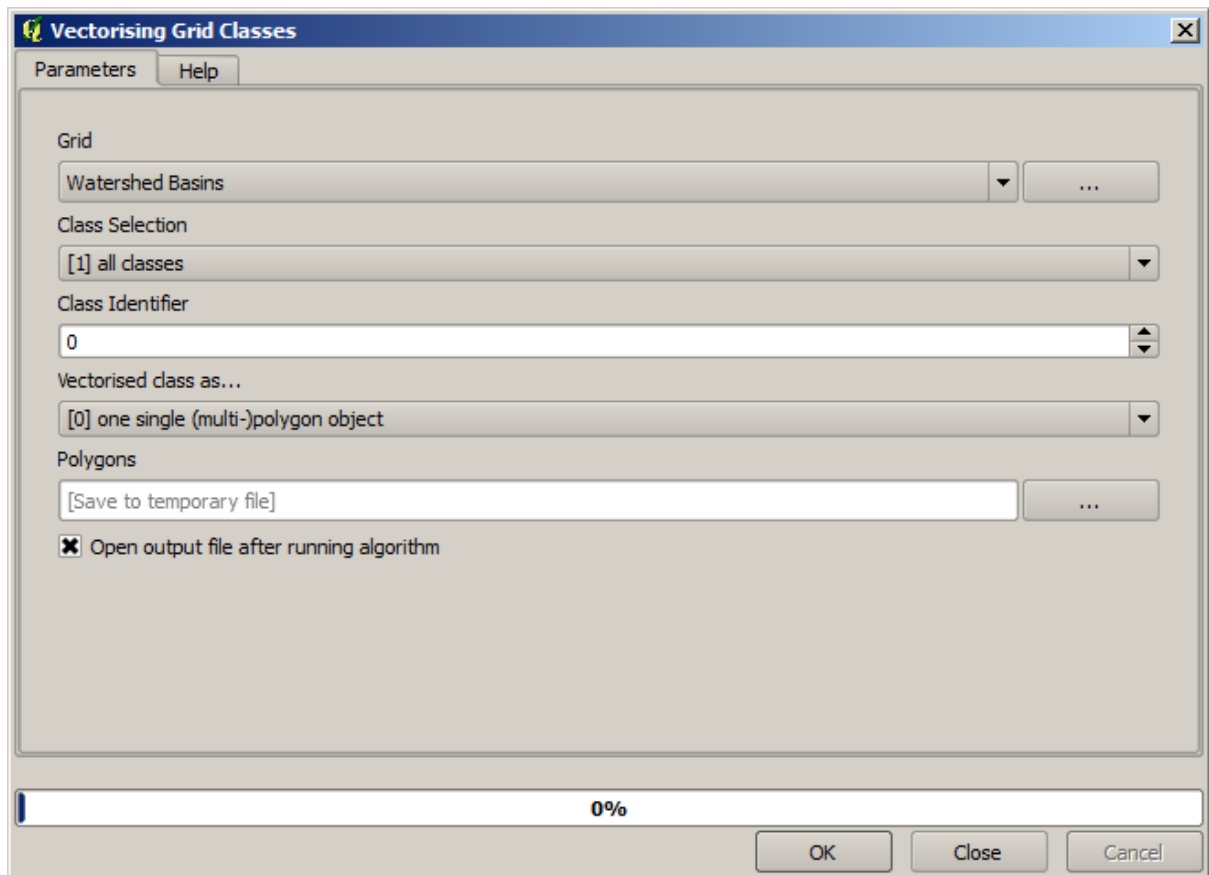 Vectorising Grid Classes
Parameters Help
Grid
Watershed Basins ...
Class Selection
[1] all classes
Class Identifier
0
Vectorised class as...
[0] one single (multi-)polygon object
Polygons
[Save to temporary file] ...
Open output file after running algorithm
0%
OK Close Cancel